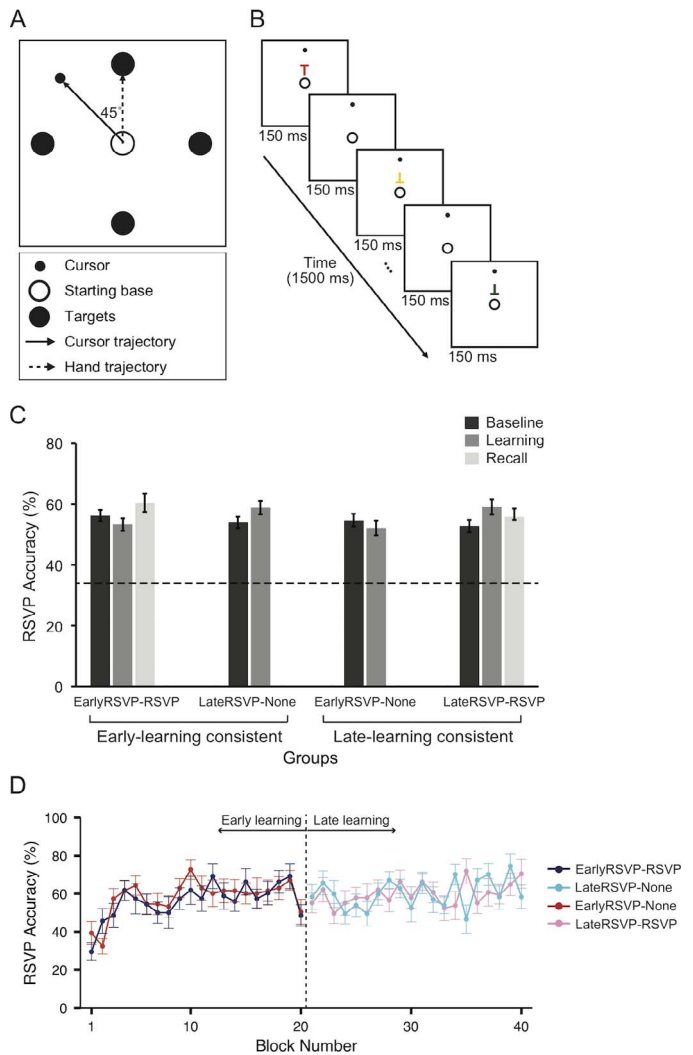 A
45°
Cursor
Starting base
Targets
Cursor trajectory
Hand trajectory
B
150 ms
150 ms
150 ms
150 ms
150 ms
Time
(1500 ms)
C
Baseline
Learning
Recall
RSVP Accuracy (%)
80
60
40
20
0
EarlyRSVP-RSVP LateRSVP-None EarlyRSVP-None LateRSVP-RSVP
Early-learning consistent Late-learning consistent
Groups
D
Early learning Late learning
RSVP Accuracy (%)
100
80
60
40
20
0
1 10 20 30 40
Block Number
EarlyRSVP-RSVP
LateRSVP-None
EarlyRSVP-None
LateRSVP-RSVP